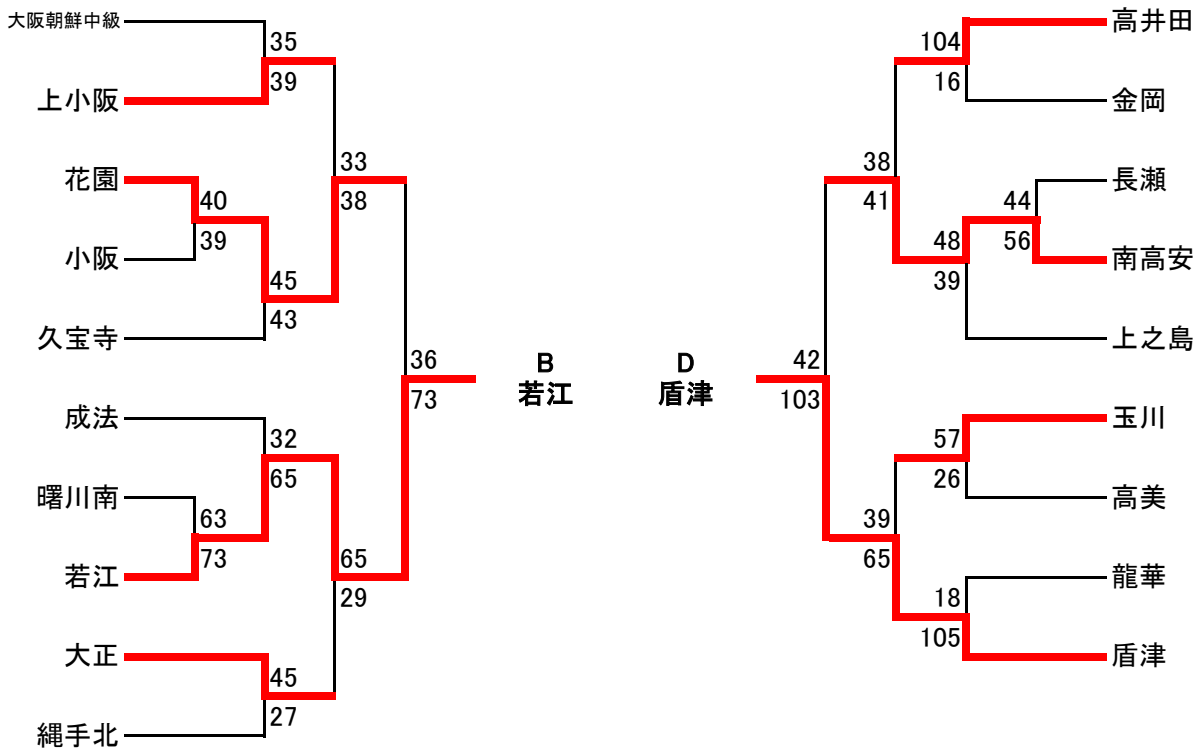 大阪朝鮮中級
35
39
上小阪
33
38
花園
40
39
小阪
45
43
久宝寺
36
73
成法
32
65
曙川南
63
73
若江
65
29
大正
45
27
縄手北
B
若江
D
盾津
高井田
104
16
金岡
38
41
長瀬
44
56
南高安
48
39
上之島
42
103
玉川
57
26
高美
39
65
龍華
18
105
盾津